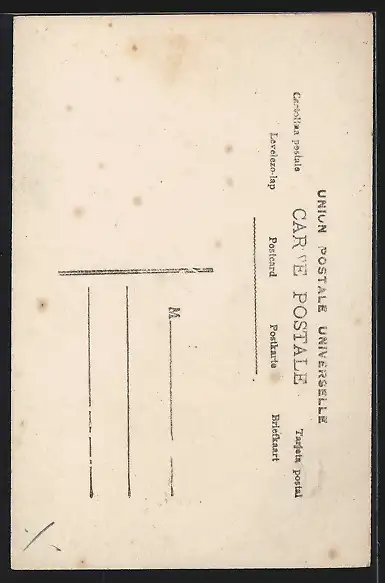 UNION POSTALE UNIVERSELLE
Cartolina postale CARTE POSTALE Tarjeta postal
Levelezo-lap Postcard Postkarte Briefkaart
M